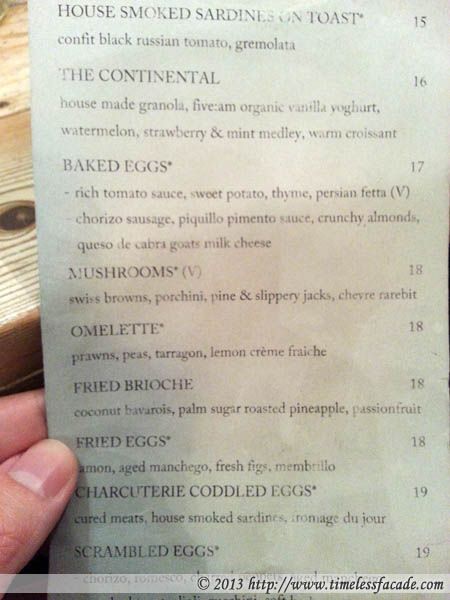 HOUSE SMOKED SARDINES ON TOAST* 15
confit black russian tomato, gremolata
THE CONTINENTAL 16
house made granola, five:am organic vanilla yoghurt,
watermelon, strawberry & mint medley, warm croissant
BAKED EGGS* 17
- rich tomato sauce, sweet potato, thyme, persian fetta (V)
- chorizo sausage, piquillo pimento sauce, crunchy almonds,
queso de cabra goats milk cheese
MUSHROOMS* (V) 18
swiss browns, porchini, pine & slippery jacks, chevre rarebit
OMELETTE* 18
prawns, peas, tarragon, lemon crème fraiche
FRIED BRIOCHE 18
coconut bavarois, palm sugar roasted pineapple, passionfruit
FRIED EGGS* 18
amon, aged manchego, fresh figs, membrillo
CHARCUTERIE CODDLED EGGS* 19
cured meats, house smoked sardines, fromage du jour
SCRAMBLED EGGS* 19
- chorizo, romesco,
© 2013 http://www.timelessfacade.com